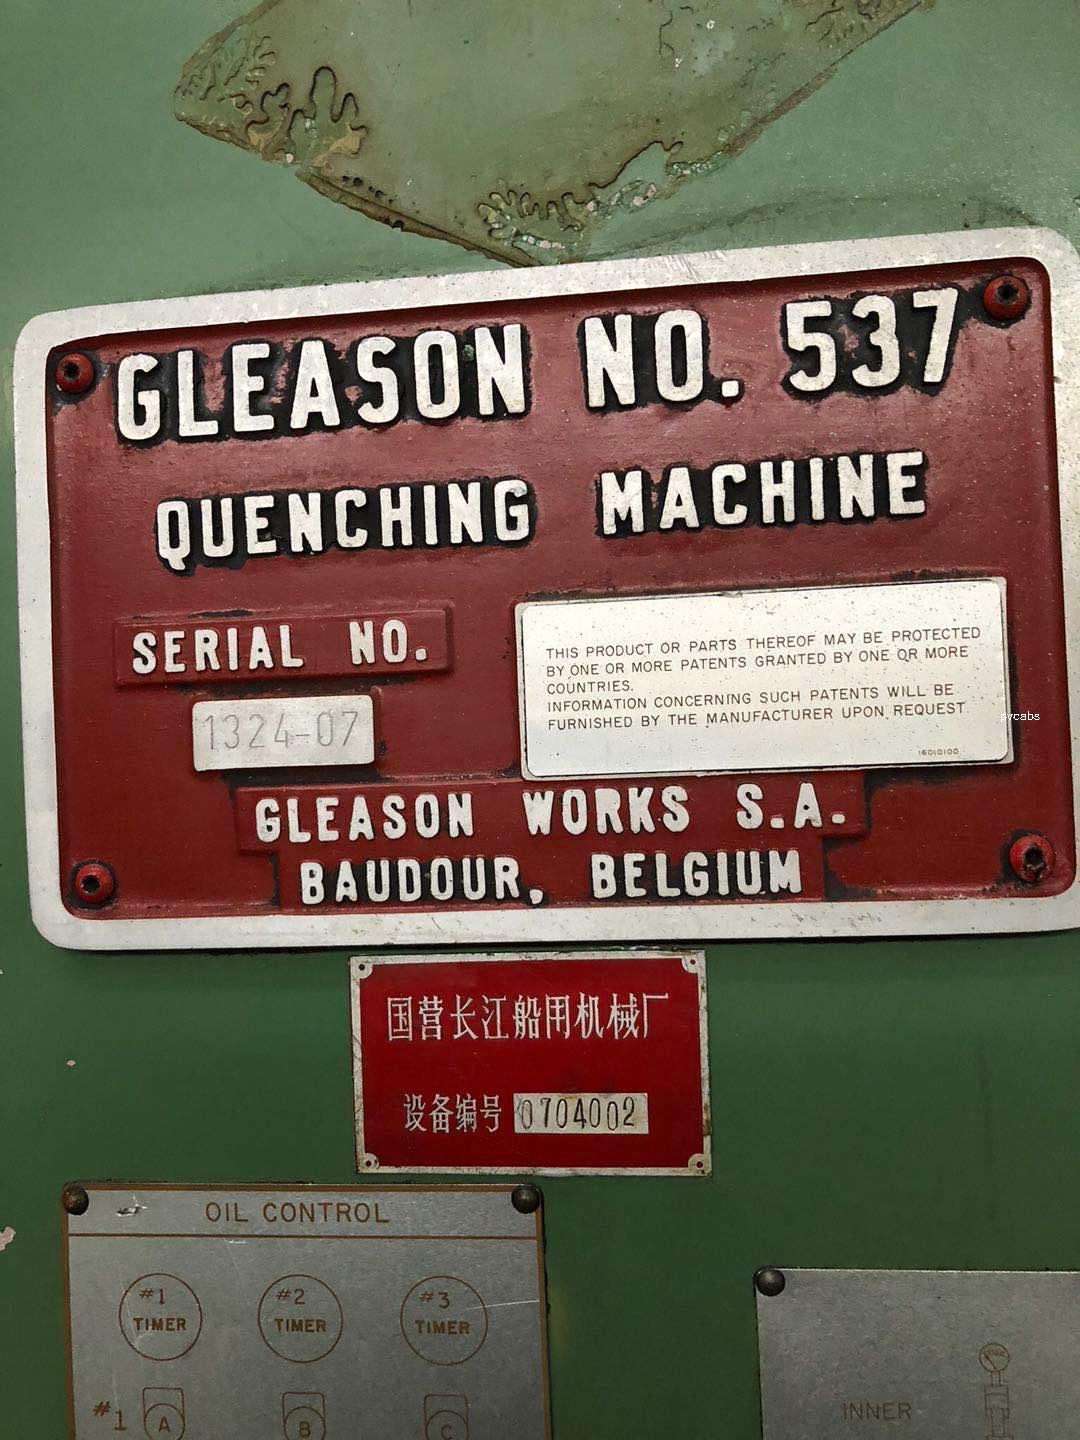 GLEASON NO. 537
QUENCHING MACHINE
SERIAL NO.
1324-07
THIS PRODUCT OR PARTS THEREOF MAY BE PROTECTED
BY ONE OR MORE PATENTS GRANTED BY ONE OR MORE
COUNTRIES.
INFORMATION CONCERNING SUCH PATENTS WILL BE
FURNISHED BY THE MANUFACTURER UPON REQUEST.
16010100
pycabs
GLEASON WORKS S.A.
BAUDOUR, BELGIUM
国营长江船用机械厂
设备编号 0704002
OIL CONTROL
#1 TIMER
#2 TIMER
#3 TIMER
#1 A B C
INNER